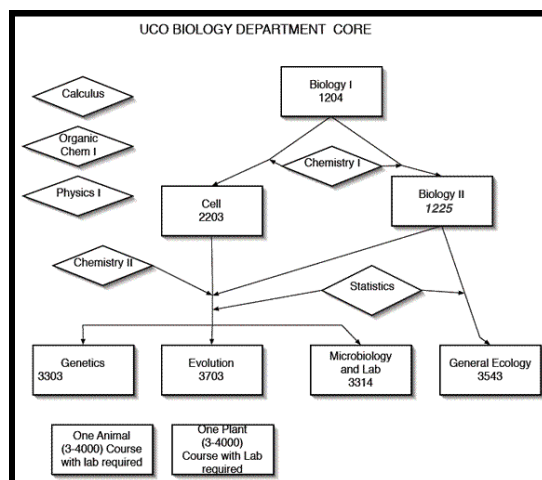 UCO BIOLOGY DEPARTMENT CORE
Calculus
Organic
Chem I
Physics I
Biology I
1204
Chemistry I
Cell
2203
Biology II
1225
Chemistry II
Statistics
Genetics
3303
Evolution
3703
Microbiology
and Lab
3314
General Ecology
3543
One Animal
(3-4000) Course
with lab required
One Plant
(3-4000)
Course with Lab
required